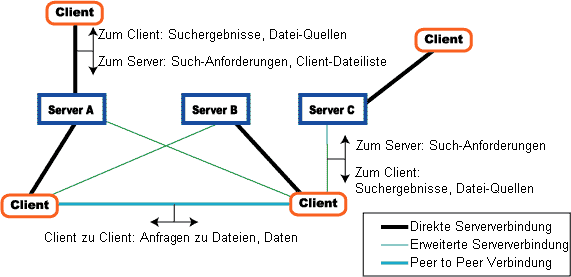 Client
Zum Client: Suchergebnisse, Datei-Quellen
Client
Zum Server: Such-Anforderungen, Client-Dateiliste
Server A
Server B
Server C
Zum Server: Such-Anforderungen
Zum Client:
Suchergebnisse, Datei-Quellen
Client
Client
Client zu Client: Anfragen zu Dateien, Daten
Direkte Serververbindung
Erweiterte Serververbindung
Peer to Peer Verbindung